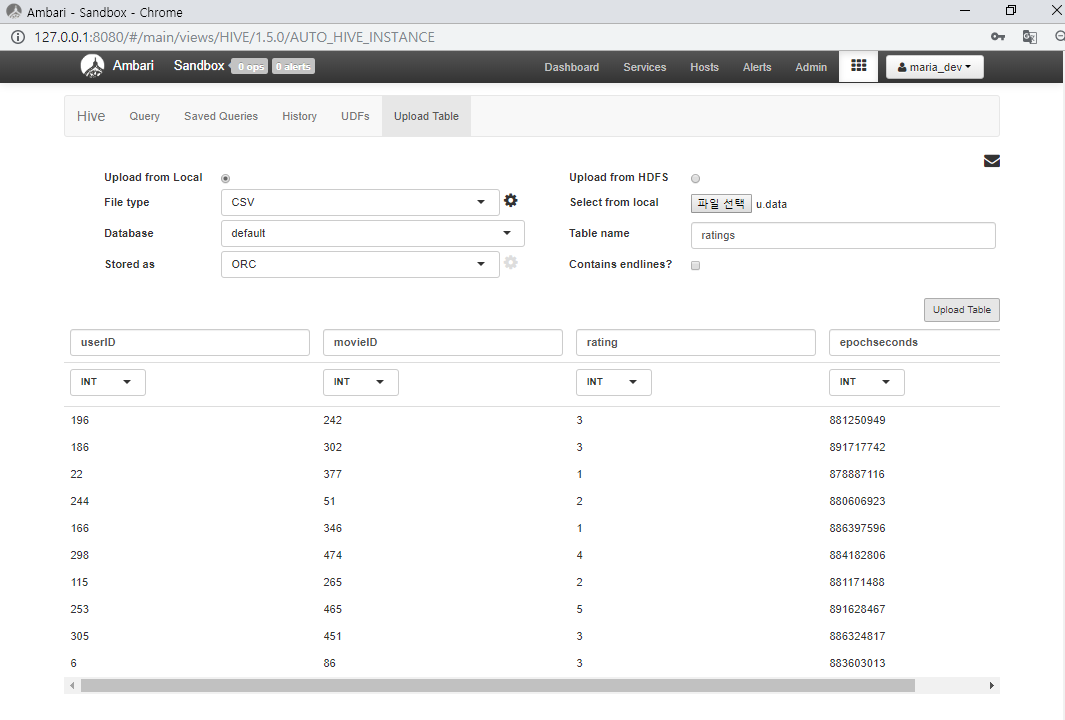 Ambari - Sandbox - Chrome
127.0.0.1:8080/#/main/views/HIVE/1.5.0/AUTO_HIVE_INSTANCE
Ambari Sandbox 0 ops 0 alerts Dashboard Services Hosts Alerts Admin maria_dev
Hive Query Saved Queries History UDFs Upload Table
Upload from Local Upload from HDFS
File type CSV Select from local 파일 선택 u.data
Database default Table name ratings
Stored as ORC Contains endlines?
Upload Table
userID movieID rating epochseconds
INT INT INT INT
196 242 3 881250949
186 302 3 891717742
22 377 1 878887116
244 51 2 880606923
166 346 1 886397596
298 474 4 884182806
115 265 2 881171488
253 465 5 891628467
305 451 3 886324817
6 86 3 883603013